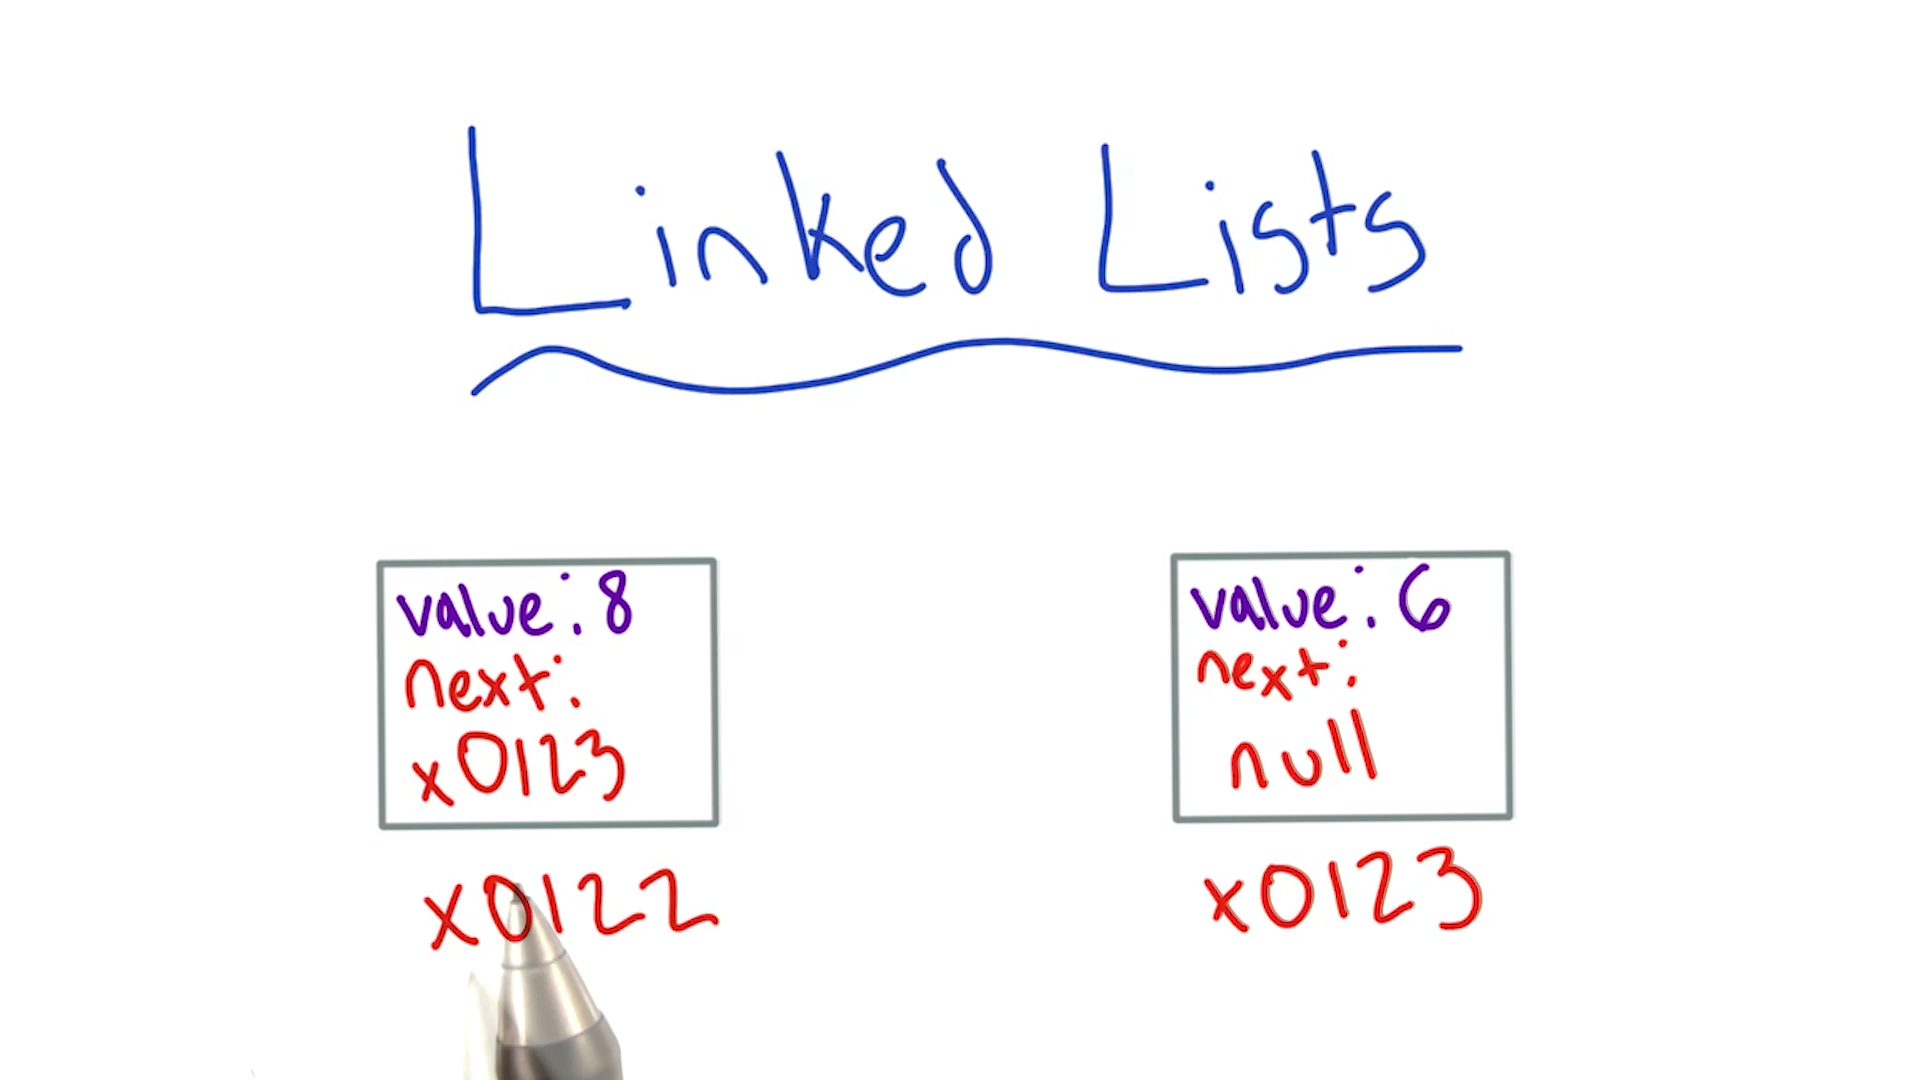 Linked Lists
value: 8
next:
x0123
x0122
value: 6
next:
null
x0123